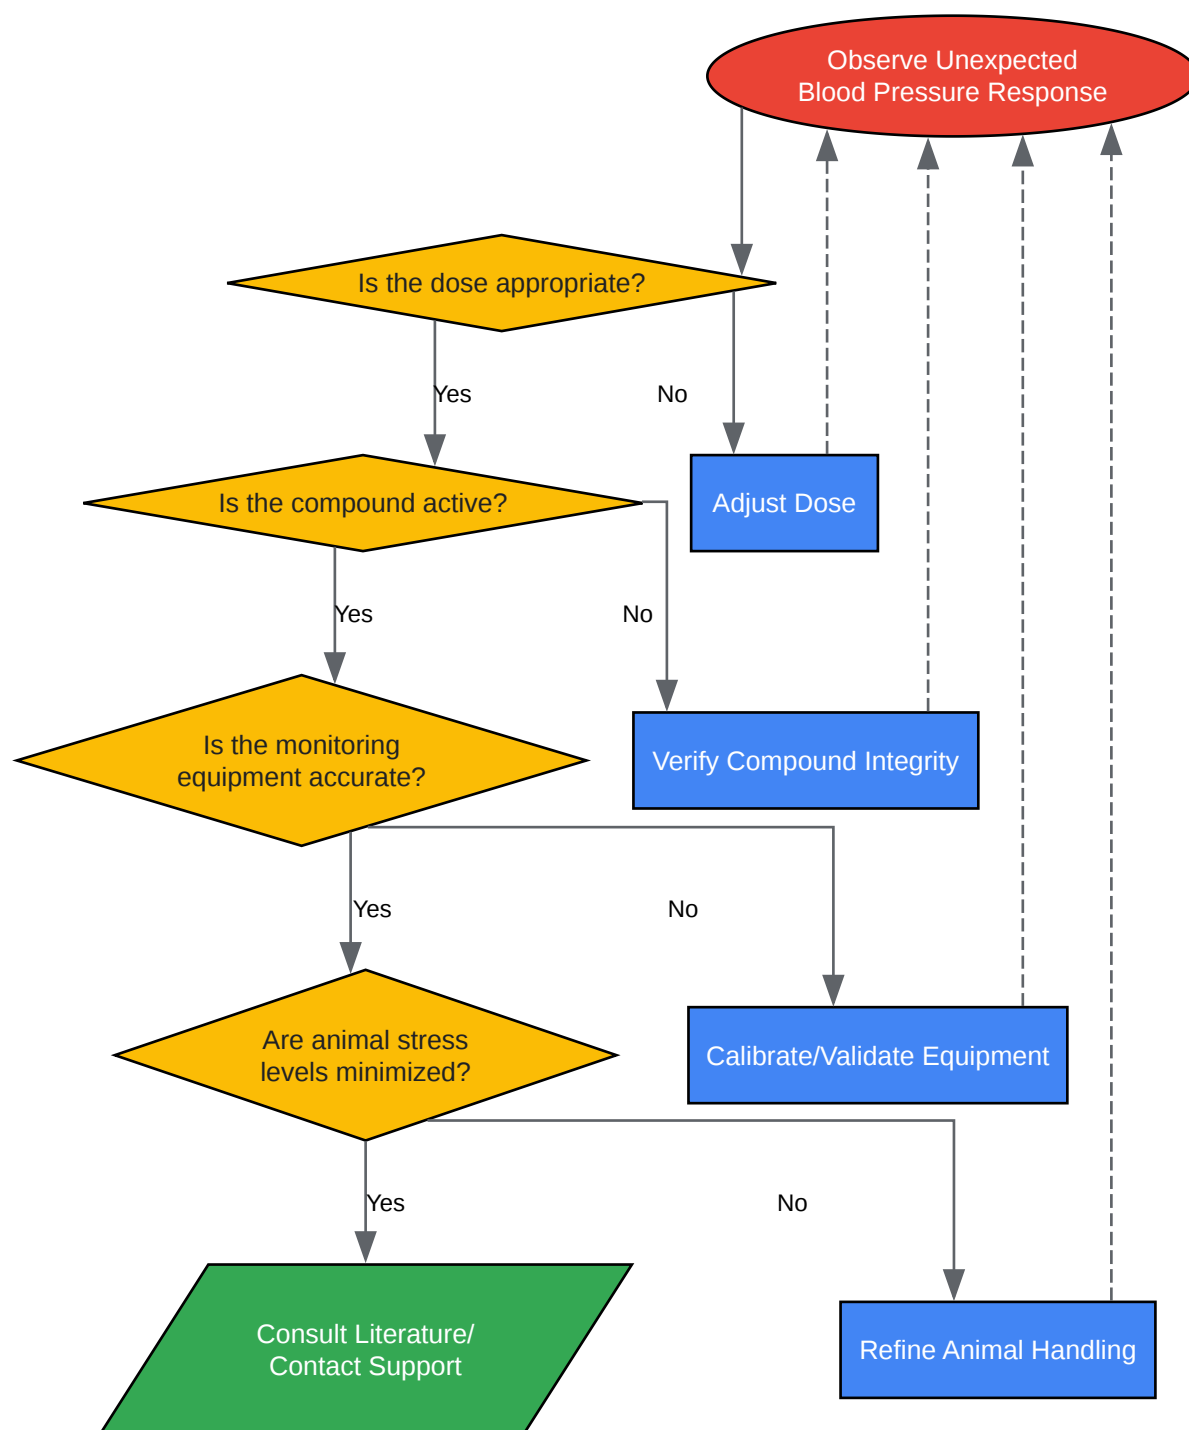 Observe Unexpected
Blood Pressure Response
Is the dose appropriate?
Yes
No
Is the compound active?
Adjust Dose
Yes
No
Is the monitoring
equipment accurate?
Verify Compound Integrity
Yes
No
Are animal stress
levels minimized?
Calibrate/Validate Equipment
Yes
No
Consult Literature/
Contact Support
Refine Animal Handling